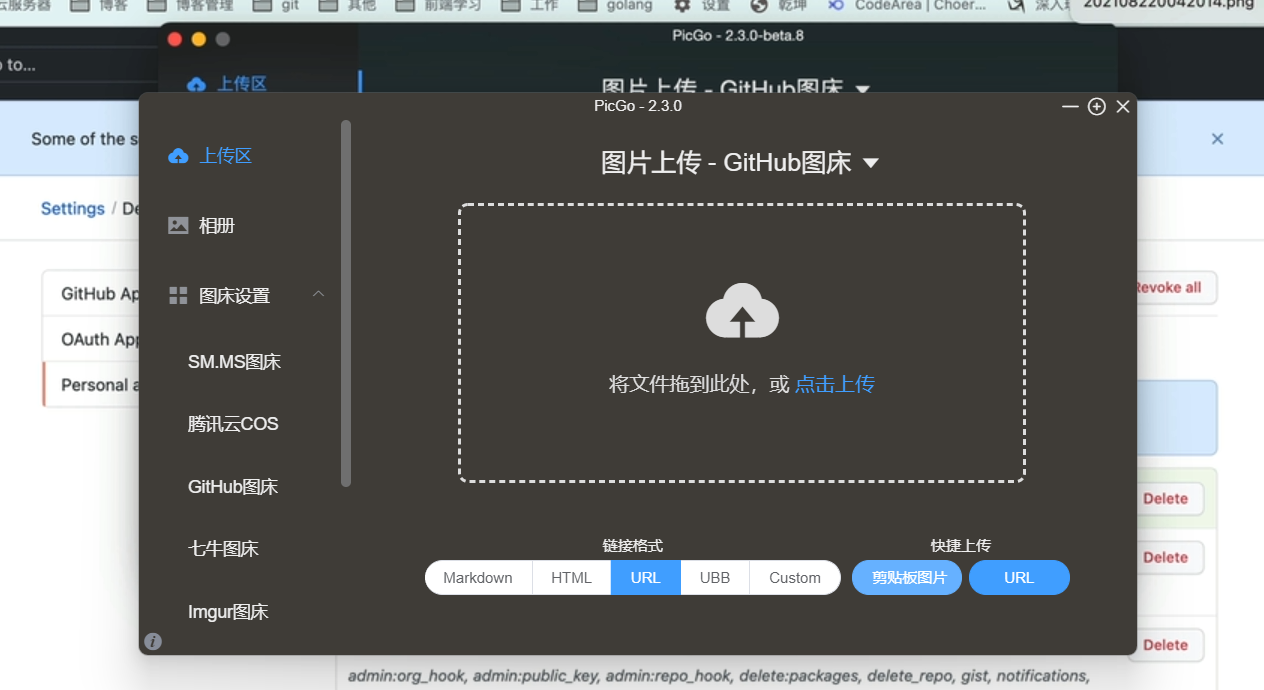 云服务器 博客 博客管理 git 其他 前端学习 工作 golang 设置 乾坤 CodeArea | Choer... 深入
202108220042014.png
PicGo - 2.3.0-beta.8
to...
上传区
图片上传 - GitHub图床
PicGo - 2.3.0
Some of the s
上传区
图片上传 - GitHub图床
Settings / De
相册
GitHub Ap
Revoke all
图床设置
OAuth App
SM.MS图床
Personal a
将文件拖到此处，或 点击上传
腾讯云COS
GitHub图床
Delete
七牛图床
链接格式
快捷上传
Delete
Markdown HTML URL UBB Custom
剪贴板图片 URL
Imgur图床
Delete
admin:org_hook, admin:public_key, admin:repo_hook, delete:packages, delete_repo, gist, notifications,